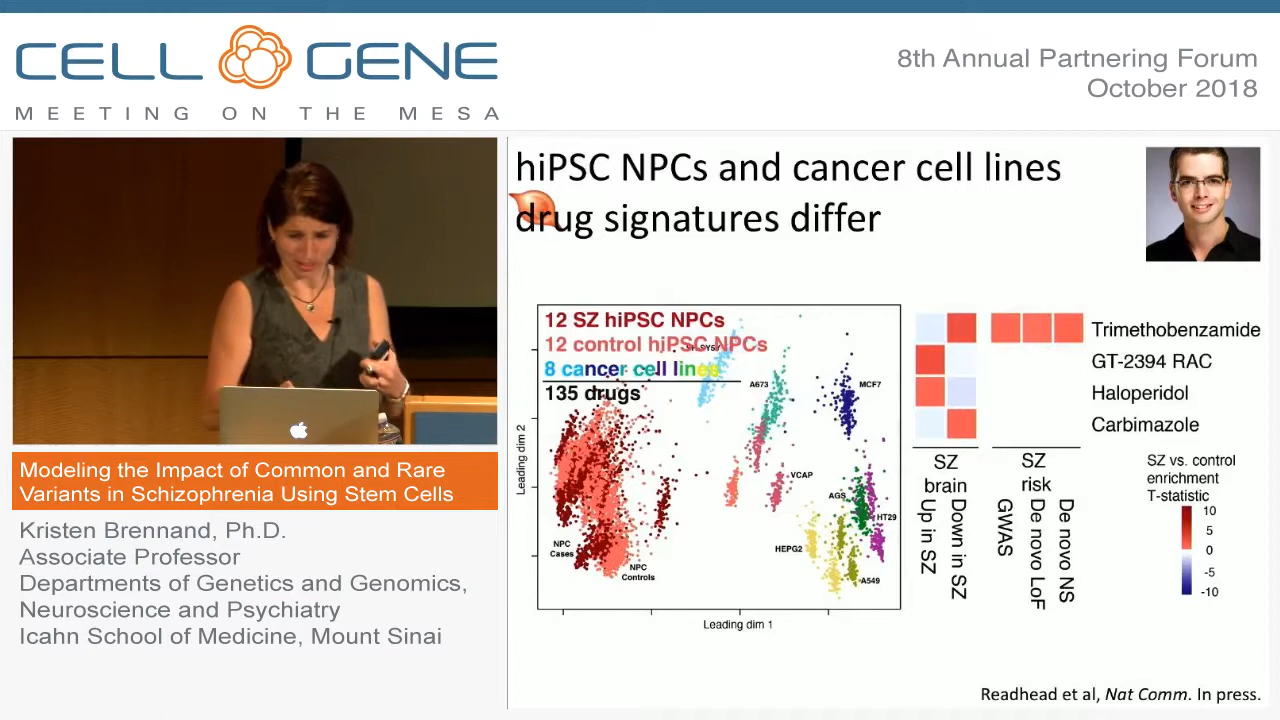 CELL GENE
MEETING ON THE MESA
8th Annual Partnering Forum
October 2018
hiPSC NPCs and cancer cell lines
drug signatures differ
12 SZ hiPSC NPCs
12 control hiPSC NPCs
8 cancer cell lines
135 drugs
A673
MCF7
VCAP
AGS
HT29
HEPG2
A549
NPC
Cases
NPC
Controls
Leading dim 2
Leading dim 1
Trimethobenzamide
GT-2394 RAC
Haloperidol
Carbimazole
SZ
brain
SZ
risk
Up in SZ
Down in SZ
GWAS
De novo LoF
De novo NS
SZ vs. control
enrichment
T-statistic
10
5
0
-5
-10
Readhead et al, Nat Comm. In press.
Modeling the Impact of Common and Rare
Variants in Schizophrenia Using Stem Cells
Kristen Brennand, Ph.D.
Associate Professor
Departments of Genetics and Genomics,
Neuroscience and Psychiatry
Icahn School of Medicine, Mount Sinai